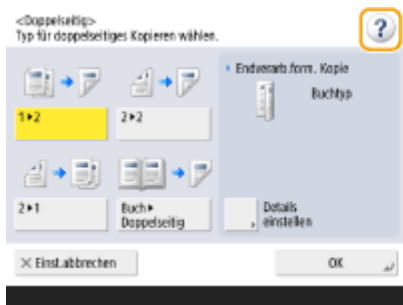 <Doppelseitig>
Typ für doppelseitiges Kopieren wählen.
?
Endverarb.form. Kopie
Buchtyp
1▸2
2▸2
2▸1
Buch▸
Doppelseitig
Details
einstellen
× Einst.abbrechen
OK